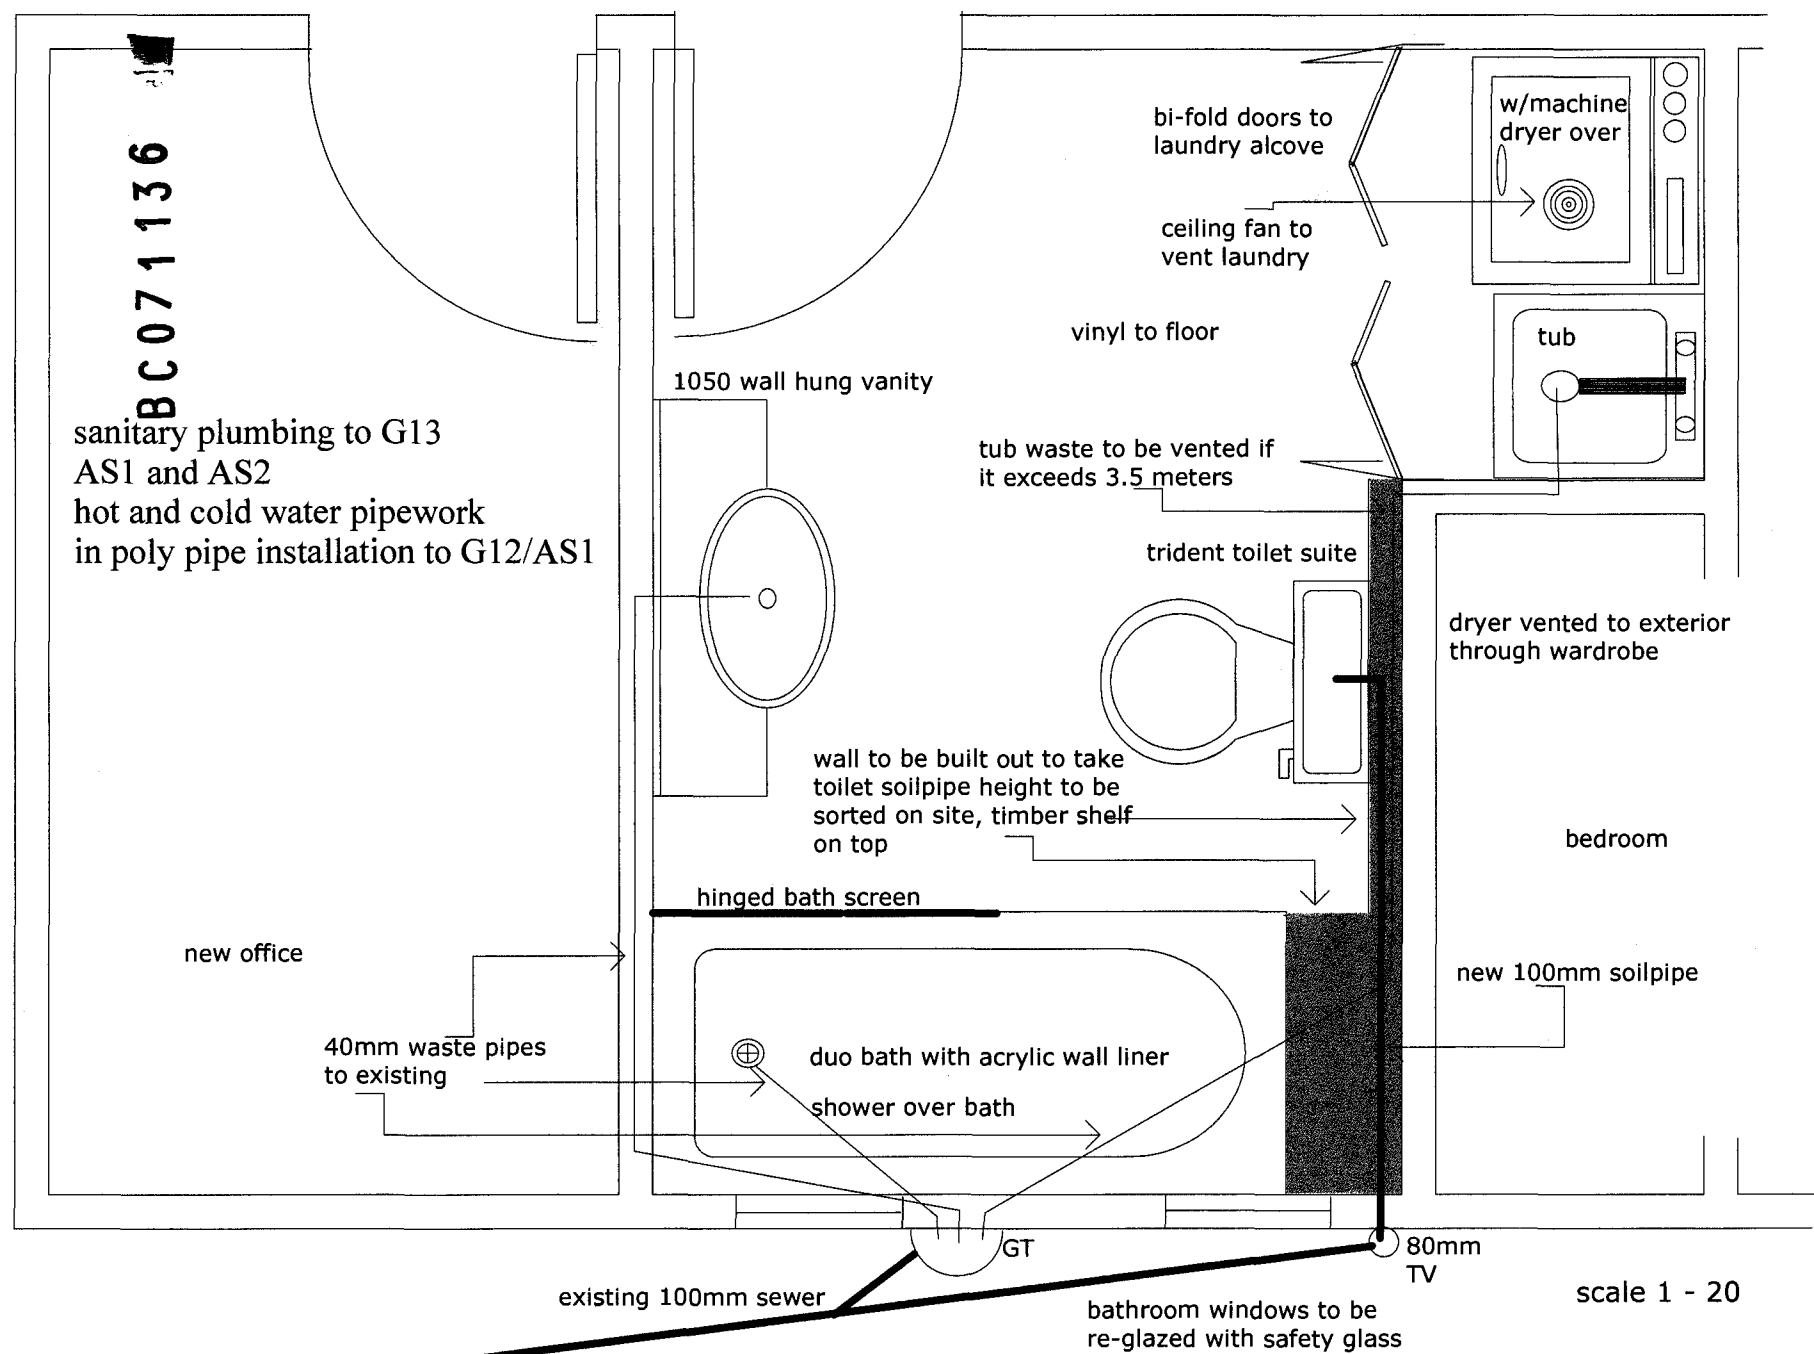 BC071136
sanitary plumbing to G13
AS1 and AS2
hot and cold water pipework
in poly pipe installation to G12/AS1
bi-fold doors to
laundry alcove
w/machine
dryer over
ceiling fan to
vent laundry
vinyl to floor
tub
1050 wall hung vanity
tub waste to be vented if
it exceeds 3.5 meters
trident toilet suite
dryer vented to exterior
through wardrobe
wall to be built out to take
toilet soilpipe height to be
sorted on site, timber shelf
on top
bedroom
hinged bath screen
new office
new 100mm soilpipe
40mm waste pipes
to existing
duo bath with acrylic wall liner
shower over bath
GT
80mm
TV
existing 100mm sewer
scale 1 - 20
bathroom windows to be
re-glazed with safety glass